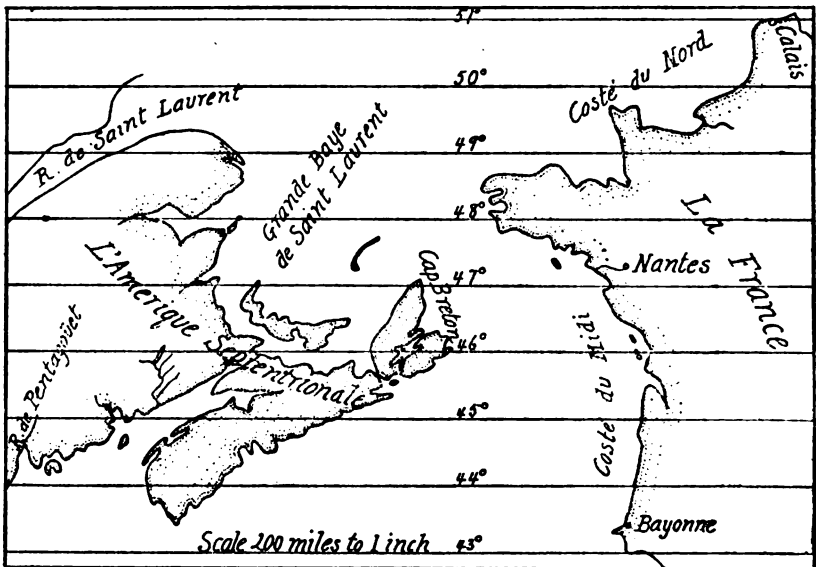 51°
Calais
Costé du Nord
50°
R. de Saint Laurent
49°
Grande Baye
de Saint Laurent
48°
La France
L'Amerique Septentrionale
Cap Breton
47°
Nantes
46°
R. de Pentagüet
Costé du Midi
45°
44°
Bayonne
Scale 200 miles to 1 inch
43°